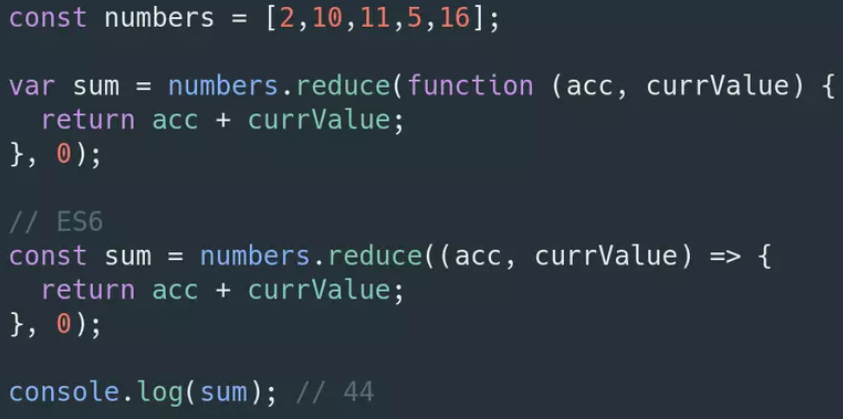 const numbers = [2,10,11,5,16];
var sum = numbers.reduce(function (acc, currValue) {
  return acc + currValue;
}, 0);
// ES6
const sum = numbers.reduce((acc, currValue) => {
  return acc + currValue;
}, 0);
console.log(sum); // 44